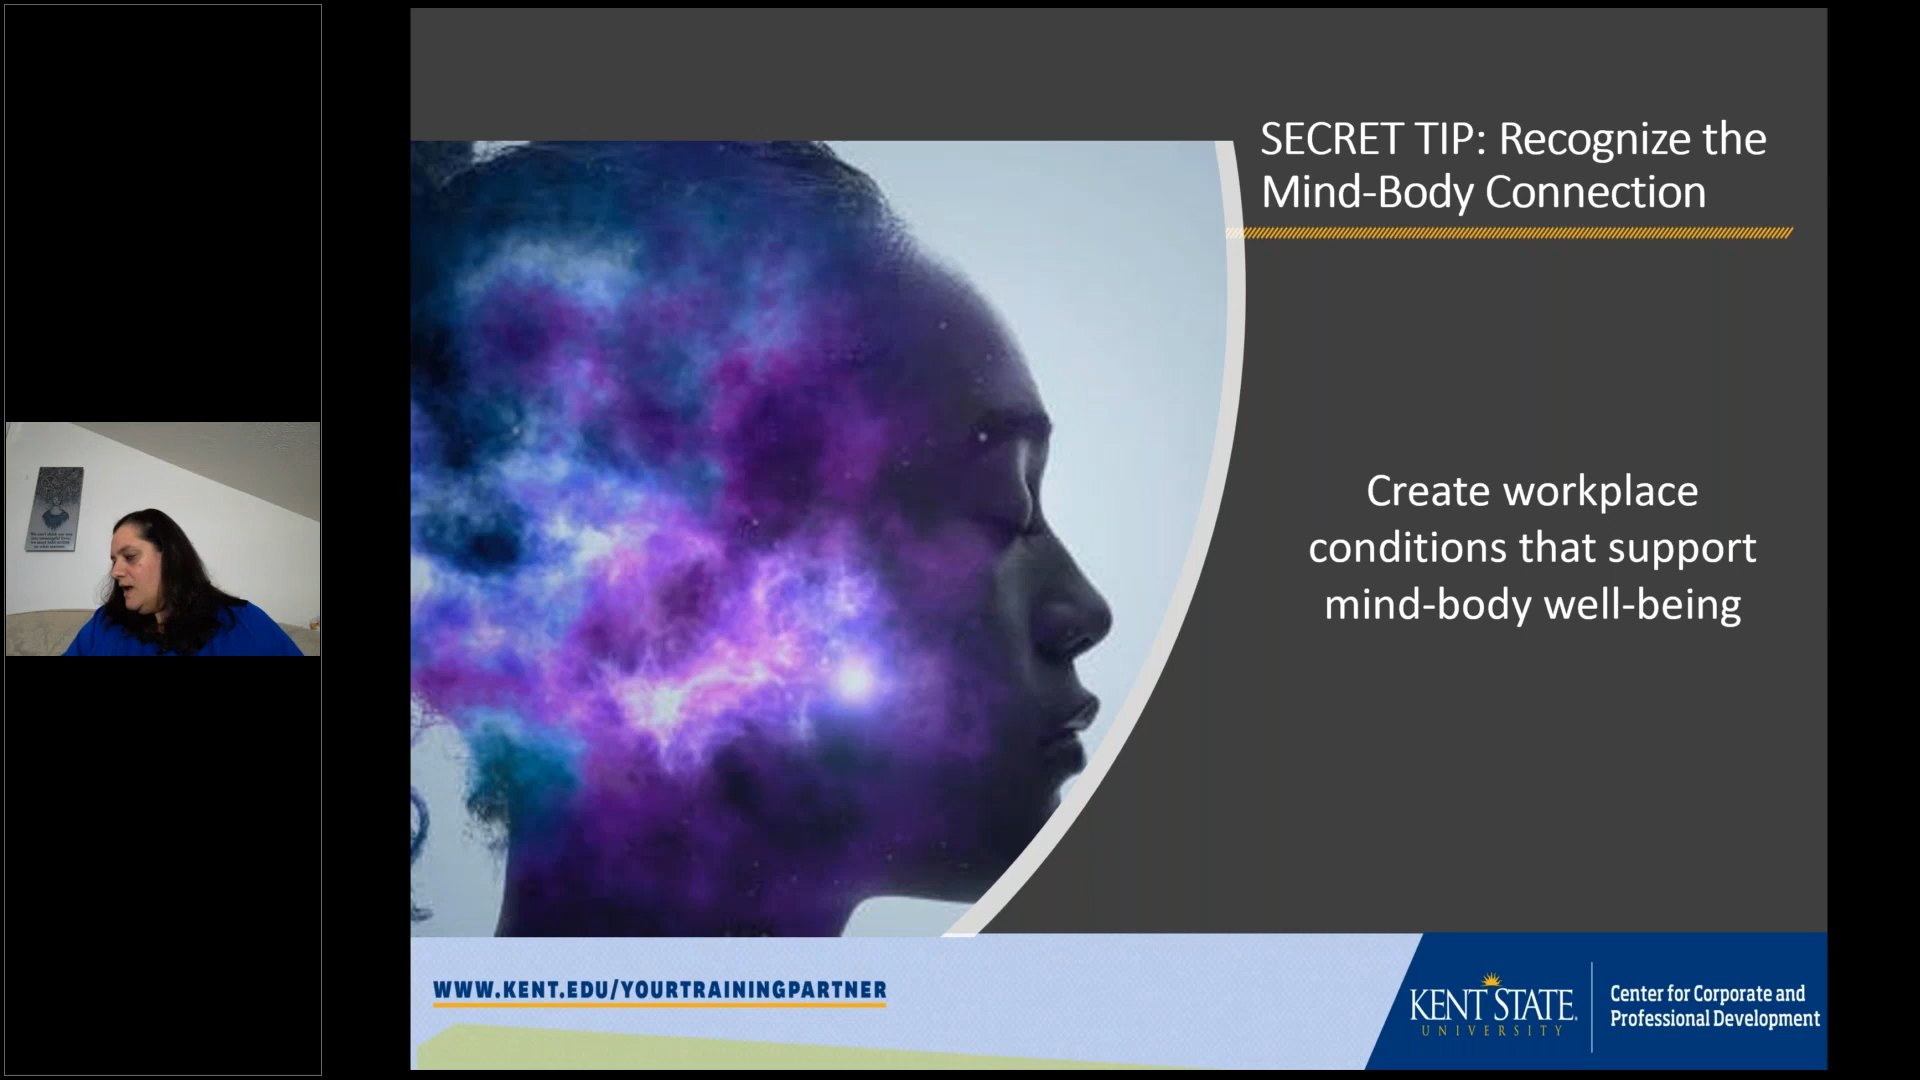 SECRET TIP: Recognize the
Mind-Body Connection
Create workplace
conditions that support
mind-body well-being
WWW.KENT.EDU/YOURTRAININGPARTNER
KENT STATE.
UNIVERSITY
Center for Corporate and
Professional Development